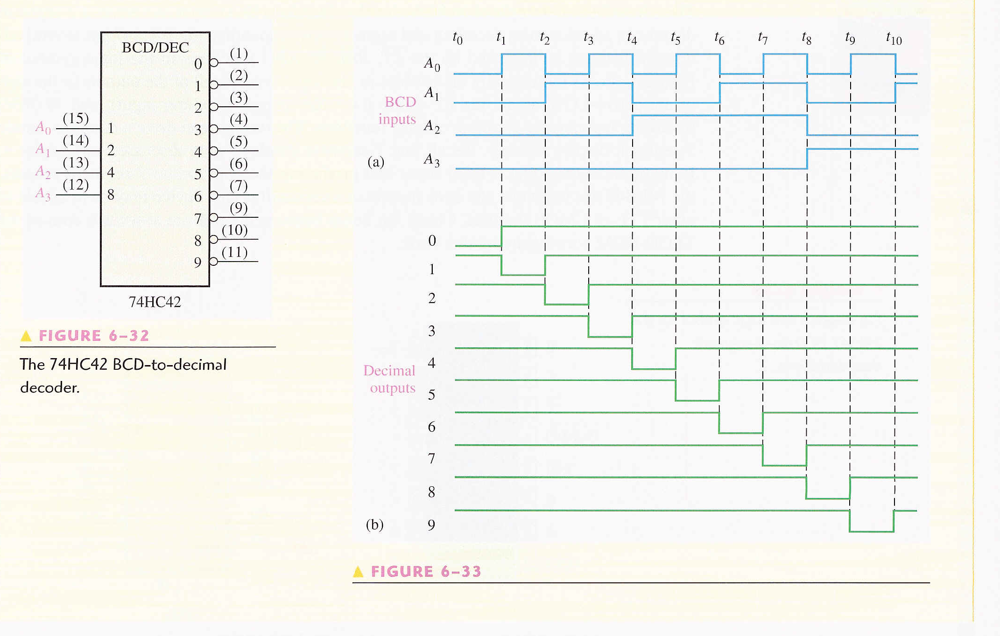 BCD/DEC
0 (1)
1 (2)
2 (3)
A0 (15) 1 3 (4)
A1 (14) 2 4 (5)
A2 (13) 4 5 (6)
A3 (12) 8 6 (7)
7 (9)
8 (10)
9 (11)
74HC42
FIGURE 6–32
The 74HC42 BCD-to-decimal
decoder.
t0 t1 t2 t3 t4 t5 t6 t7 t8 t9 t10
A0
A1
BCD
inputs
A2
(a)
A3
0
1
2
3
4
Decimal
outputs
5
6
7
8
(b) 9
FIGURE 6–33